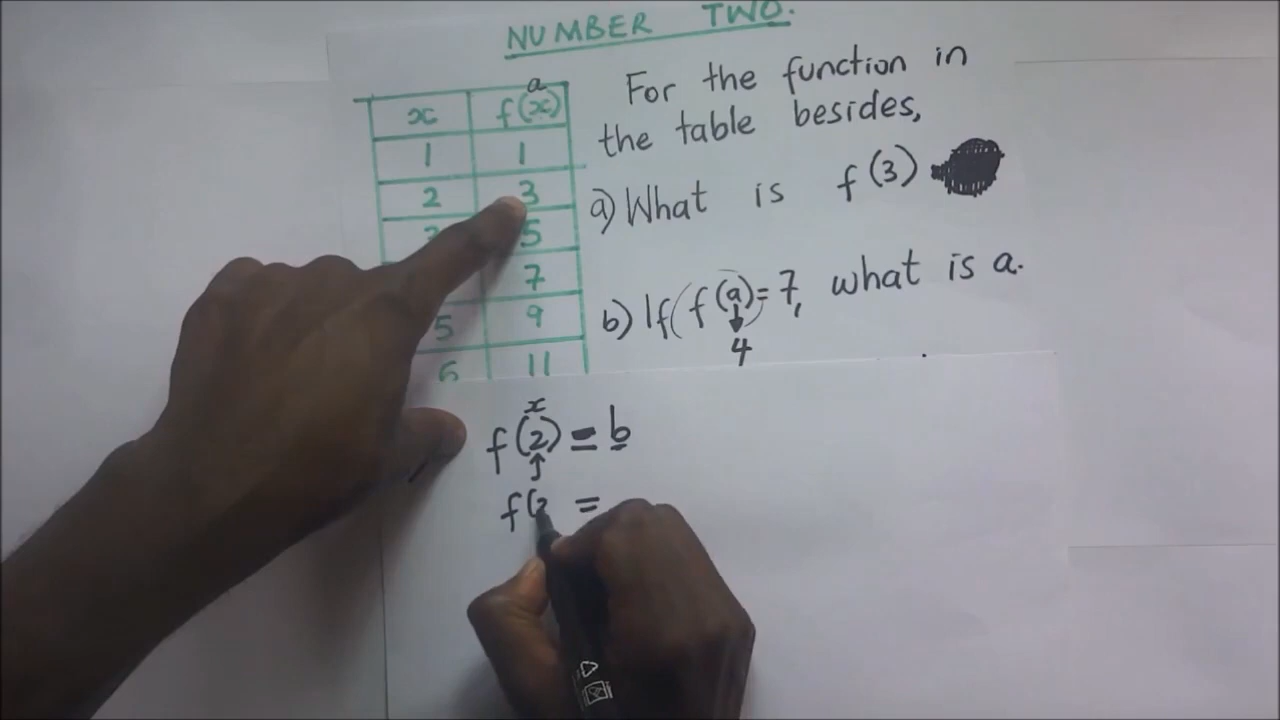 NUMBER TWO.
x f(x) a
1 1
2 3
5
7
5 9
6 11
For the function in
the table besides,
a) What is f(3)
b) If (f(a)=7, what is a.
4
x
f(2) = b
f(2 =